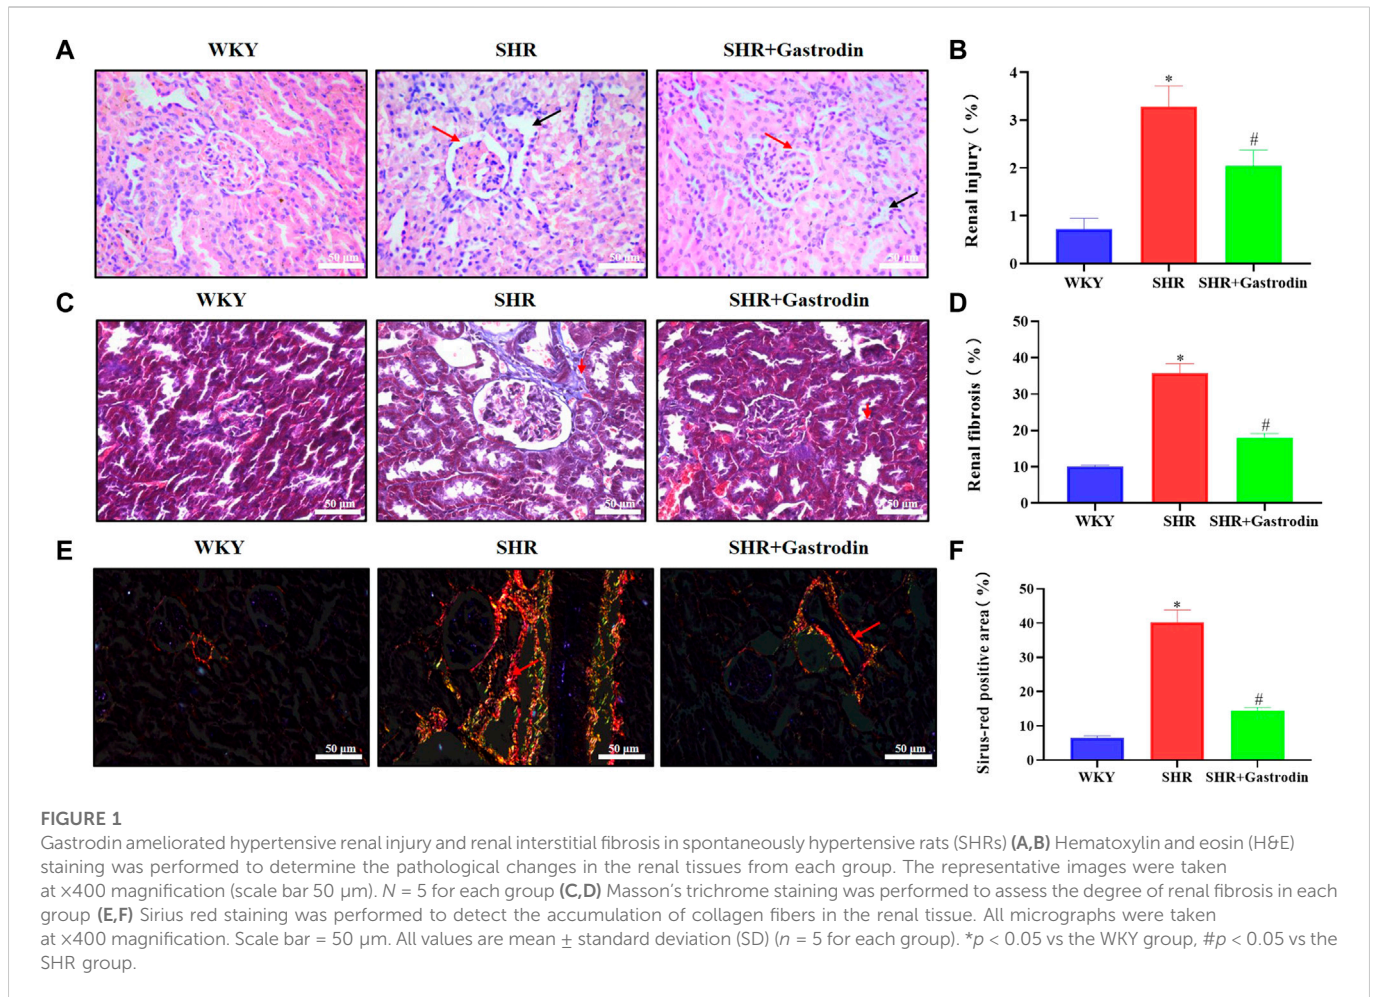 A
WKY
SHR
SHR+Gastrodin
50 μm
50 μm
50 μm
B
Renal injury ( %)
4
3
2
1
0
*
#
WKY
SHR
SHR+Gastrodin
C
WKY
SHR
SHR+Gastrodin
50 μm
50 μm
50 μm
D
Renal fibrosis ( %)
50
40
30
20
10
0
*
#
WKY
SHR
SHR+Gastrodin
E
WKY
SHR
SHR+Gastrodin
50 μm
50 μm
50 μm
F
Sirus-red positive area ( %)
50
40
30
20
10
0
*
#
WKY
SHR
SHR+Gastrodin
FIGURE 1
Gastrodin ameliorated hypertensive renal injury and renal interstitial fibrosis in spontaneously hypertensive rats (SHRs) (A,B) Hematoxylin and eosin (H&E)
staining was performed to determine the pathological changes in the renal tissues from each group. The representative images were taken
at ×400 magnification (scale bar 50 μm). N = 5 for each group (C,D) Masson's trichrome staining was performed to assess the degree of renal fibrosis in each
group (E,F) Sirius red staining was performed to detect the accumulation of collagen fibers in the renal tissue. All micrographs were taken
at ×400 magnification. Scale bar = 50 μm. All values are mean ± standard deviation (SD) (n = 5 for each group). *p < 0.05 vs the WKY group, #p < 0.05 vs the
SHR group.